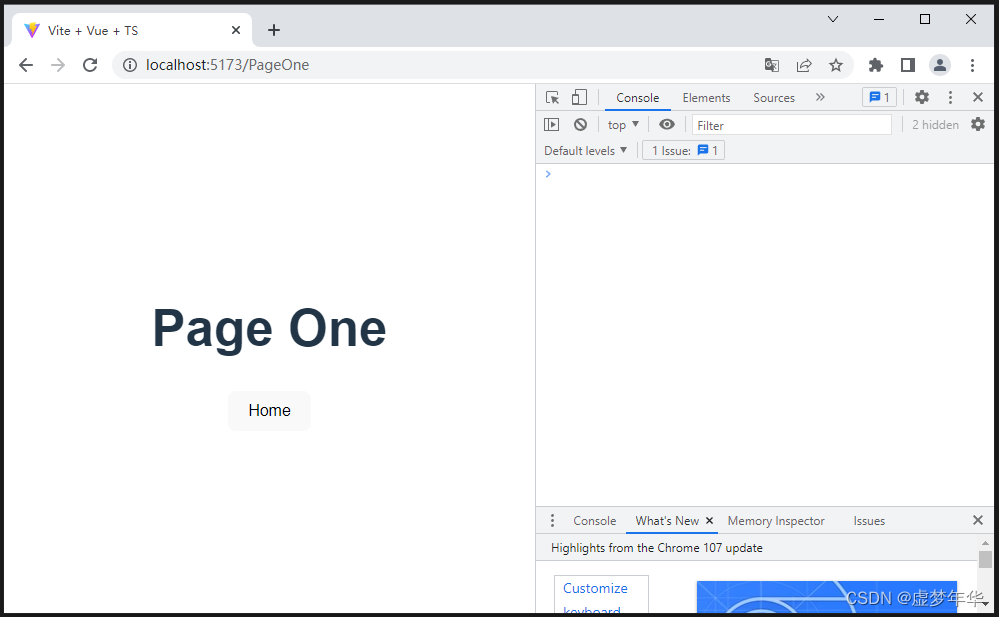 Vite + Vue + TS
localhost:5173/PageOne
Console Elements Sources 1
top Filter 2 hidden
Default levels 1 Issue: 1
Page One
Home
Console What's New Memory Inspector Issues
Highlights from the Chrome 107 update
Customize
keyboard
CSDN @虚梦年华